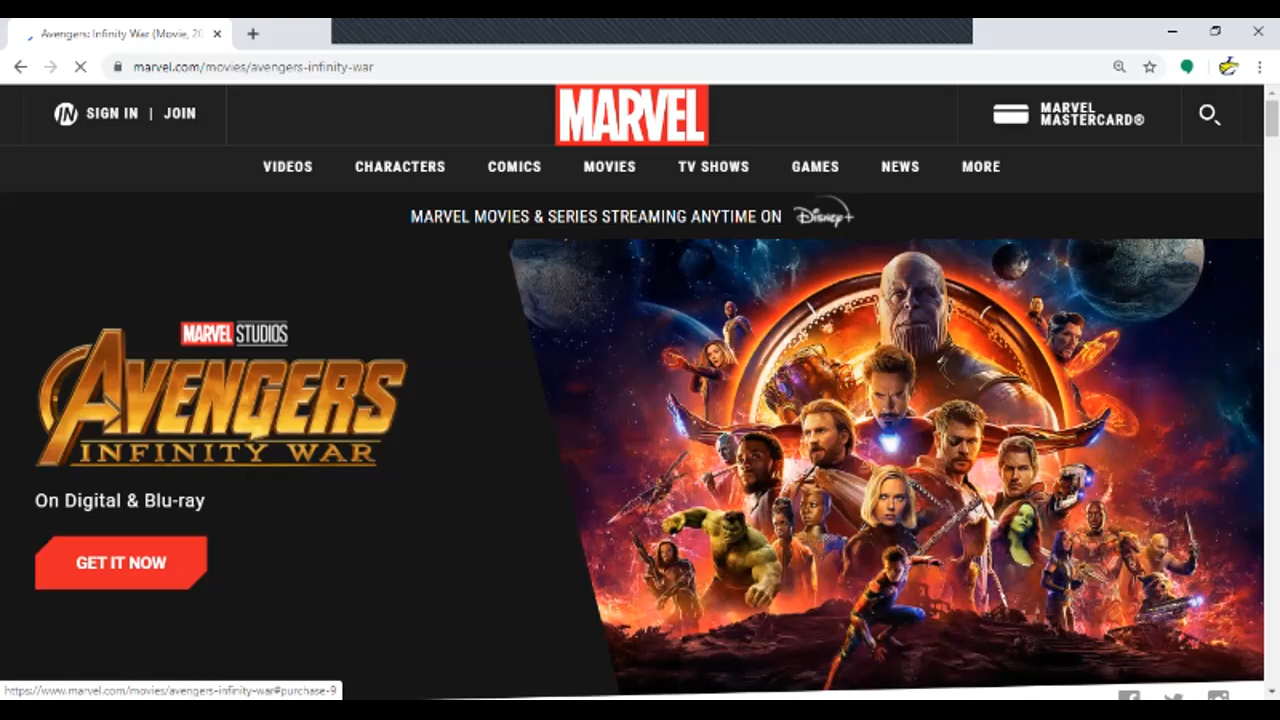 Avengers: Infinity War (Movie, 20
marvel.com/movies/avengers-infinity-war
SIGN IN | JOIN
MARVEL
MARVEL
MASTERCARD®
VIDEOS CHARACTERS COMICS MOVIES TV SHOWS GAMES NEWS MORE
MARVEL MOVIES & SERIES STREAMING ANYTIME ON Disney+
MARVEL STUDIOS
AVENGERS
INFINITY WAR
On Digital & Blu-ray
GET IT NOW
https://www.marvel.com/movies/avengers-infinity-war#purchase-9